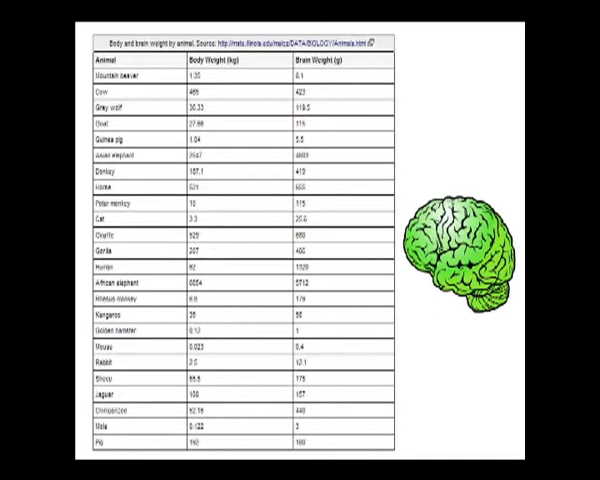 Body and brain weight by animal. Source: http://mste.illinois.edu/malcz/DATA/BIOLOGY/Animals.html
Animal Body Weight (kg) Brain Weight (g)
Mountain beaver 1.35 8.1
Cow 465 423
Grey wolf 36.33 119.5
Goat 27.66 115
Guinea pig 1.04 5.5
Asian elephant 2547 4603
Donkey 187.1 419
Horse 521 655
Potar monkey 10 115
Cat 3.3 25.6
Giraffe 529 680
Gorilla 207 406
Human 62 1320
African elephant 6654 5712
Rhesus monkey 6.8 179
Kangaroo 35 56
Golden hamster 0.12 1
Mouse 0.023 0.4
Rabbit 2.5 12.1
Sheep 55.5 175
Jaguar 100 157
Chimpanzee 52.16 440
Mole 0.122 3
Pig 192 180